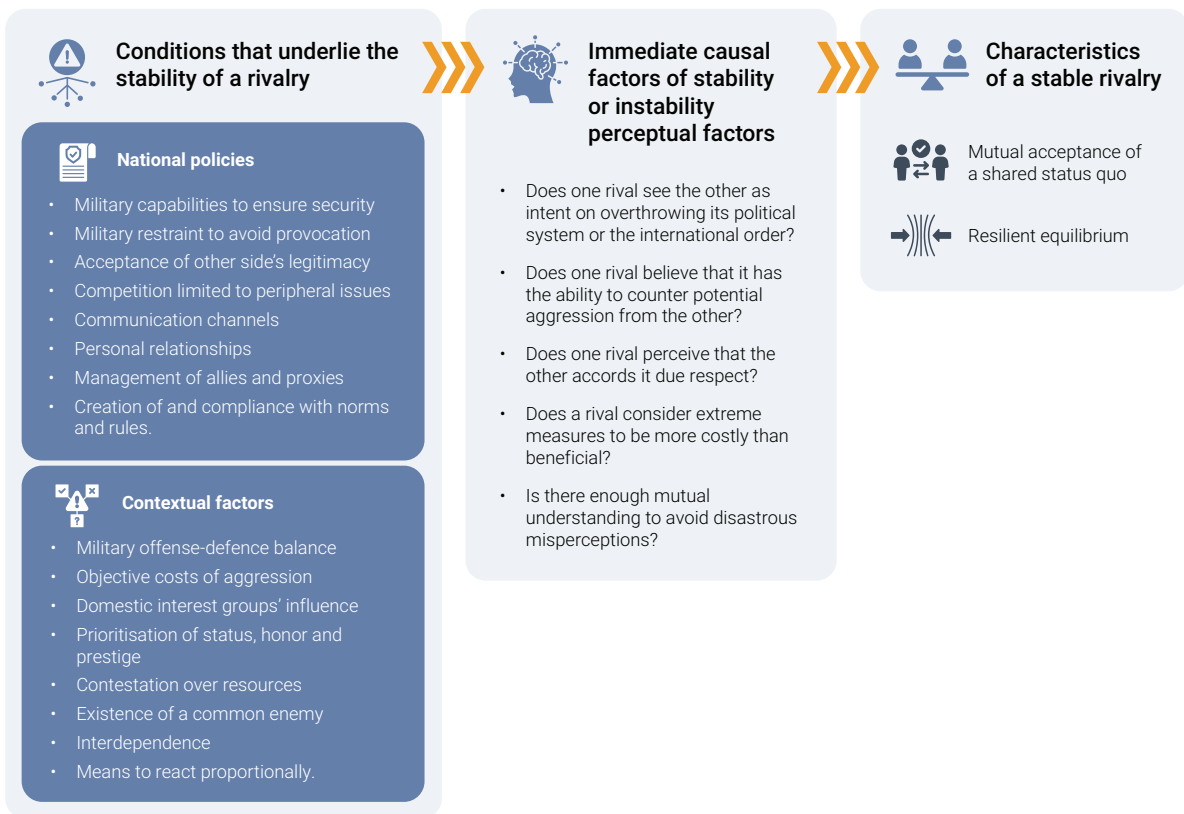 Conditions that underlie the
stability of a rivalry
National policies
• Military capabilities to ensure security
• Military restraint to avoid provocation
• Acceptance of other side's legitimacy
• Competition limited to peripheral issues
• Communication channels
• Personal relationships
• Management of allies and proxies
• Creation of and compliance with norms
and rules.
Contextual factors
• Military offense-defence balance
• Objective costs of aggression
• Domestic interest groups' influence
• Prioritisation of status, honor and
prestige
• Contestation over resources
• Existence of a common enemy
• Interdependence
• Means to react proportionally.
Immediate causal
factors of stability
or instability
perceptual factors
• Does one rival see the other as
intent on overthrowing its political
system or the international order?
• Does one rival believe that it has
the ability to counter potential
aggression from the other?
• Does one rival perceive that the
other accords it due respect?
• Does a rival consider extreme
measures to be more costly than
beneficial?
• Is there enough mutual
understanding to avoid disastrous
misperceptions?
Characteristics
of a stable rivalry
Mutual acceptance of
a shared status quo
Resilient equilibrium